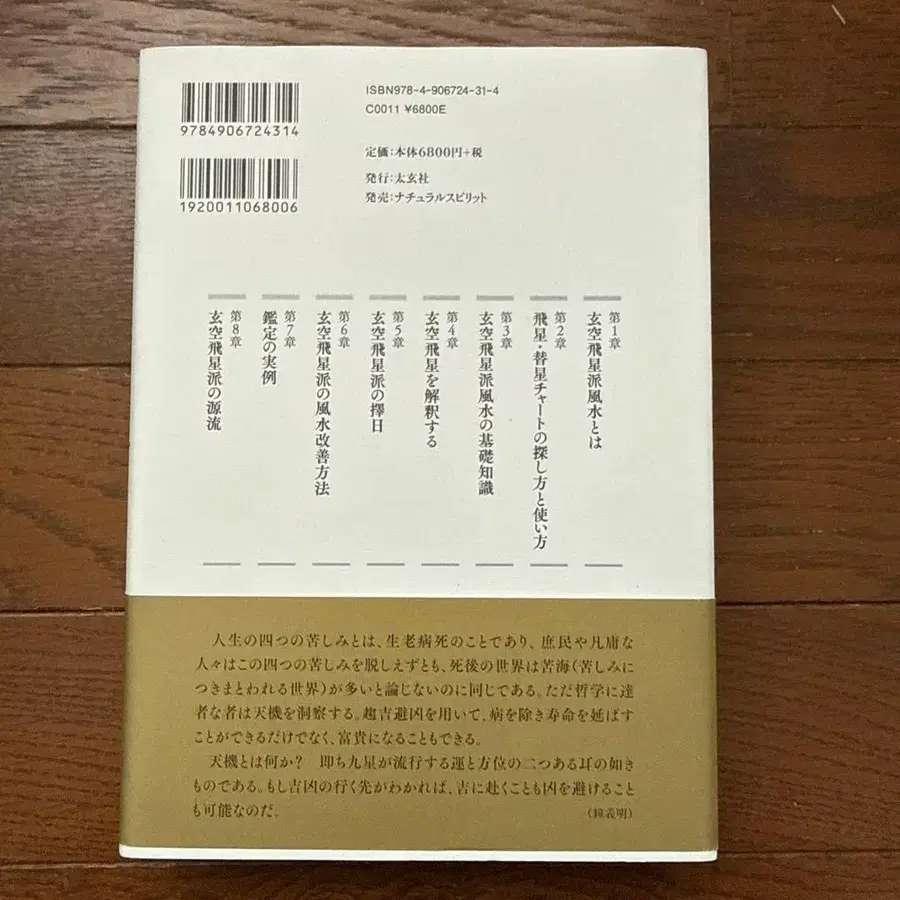 9784906724314
1920011068006
ISBN978-4-906724-31-4
C0011 ¥6800E
定価：本体6800円+税
発行：太玄社
発売：ナチュラルスピリット
第1章
玄空飛星派風水とは
第2章
飛星・替星チャートの探し方と使い方
第3章
玄空飛星派風水の基礎知識
第4章
玄空飛星を解釈する
第5章
玄空飛星派の擇日
第6章
玄空飛星派の風水改善方法
第7章
鑑定の実例
第8章
玄空飛星派の源流
人生の四つの苦しみとは、生老病死のことであり、庶民や凡庸な
人々はこの四つの苦しみを脱しえずとも、死後の世界は苦海（苦しみに
つきまとわれる世界）が多いと論じないのに同じである。ただ哲学に達
者な者は天機を洞察する。趨吉避凶を用いて、病を除き寿命を延ばす
ことができるだけでなく、富貴になることもできる。
天機とは何か？　即ち九星が流行する運と方位の二つある耳の如き
ものである。もし吉凶の行く先がわかれば、吉に赴くことも凶を避けること
も可能なのだ。
（鐘義明）